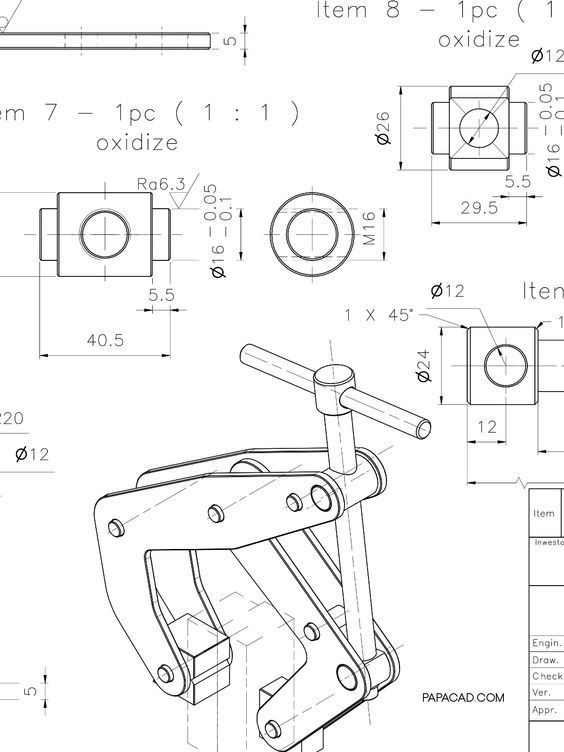 Item 8 - 1pc ( 1
oxidize
5
Ø12
em 7 - 1pc ( 1 : 1 )
oxidize
Ø26
Ø16 -0.05 -0.1
5.5
29.5
Ra6.3
Ø16 -0.05 -0.1
M16
5.5
40.5
Ø12
Item
1 X 45°
1
Ø24
12
R20
Ø12
Item
Inwesto
5
Engin.
Draw.
Check
Ver.
Appr.
PAPACAD.COM